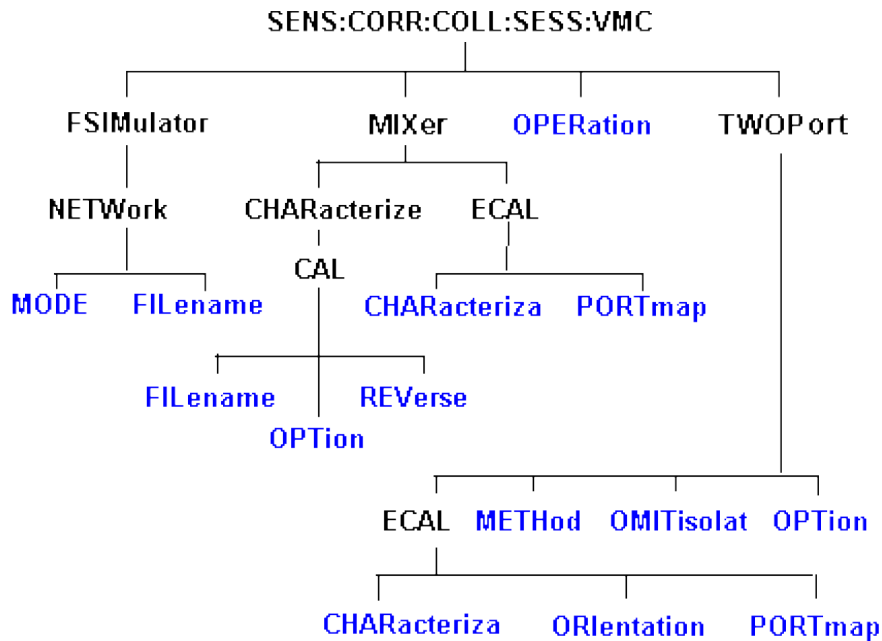 SENS:CORR:COLL:SESS:VMC
FSIMulator MIXer OPERation TWOPort
NETWork CHARacterize ECAL
CAL
MODE FILename CHARacteriza PORTmap
FILename REVerse
OPTion
ECAL METHod OMITisolat OPTion
CHARacteriza ORIentation PORTmap